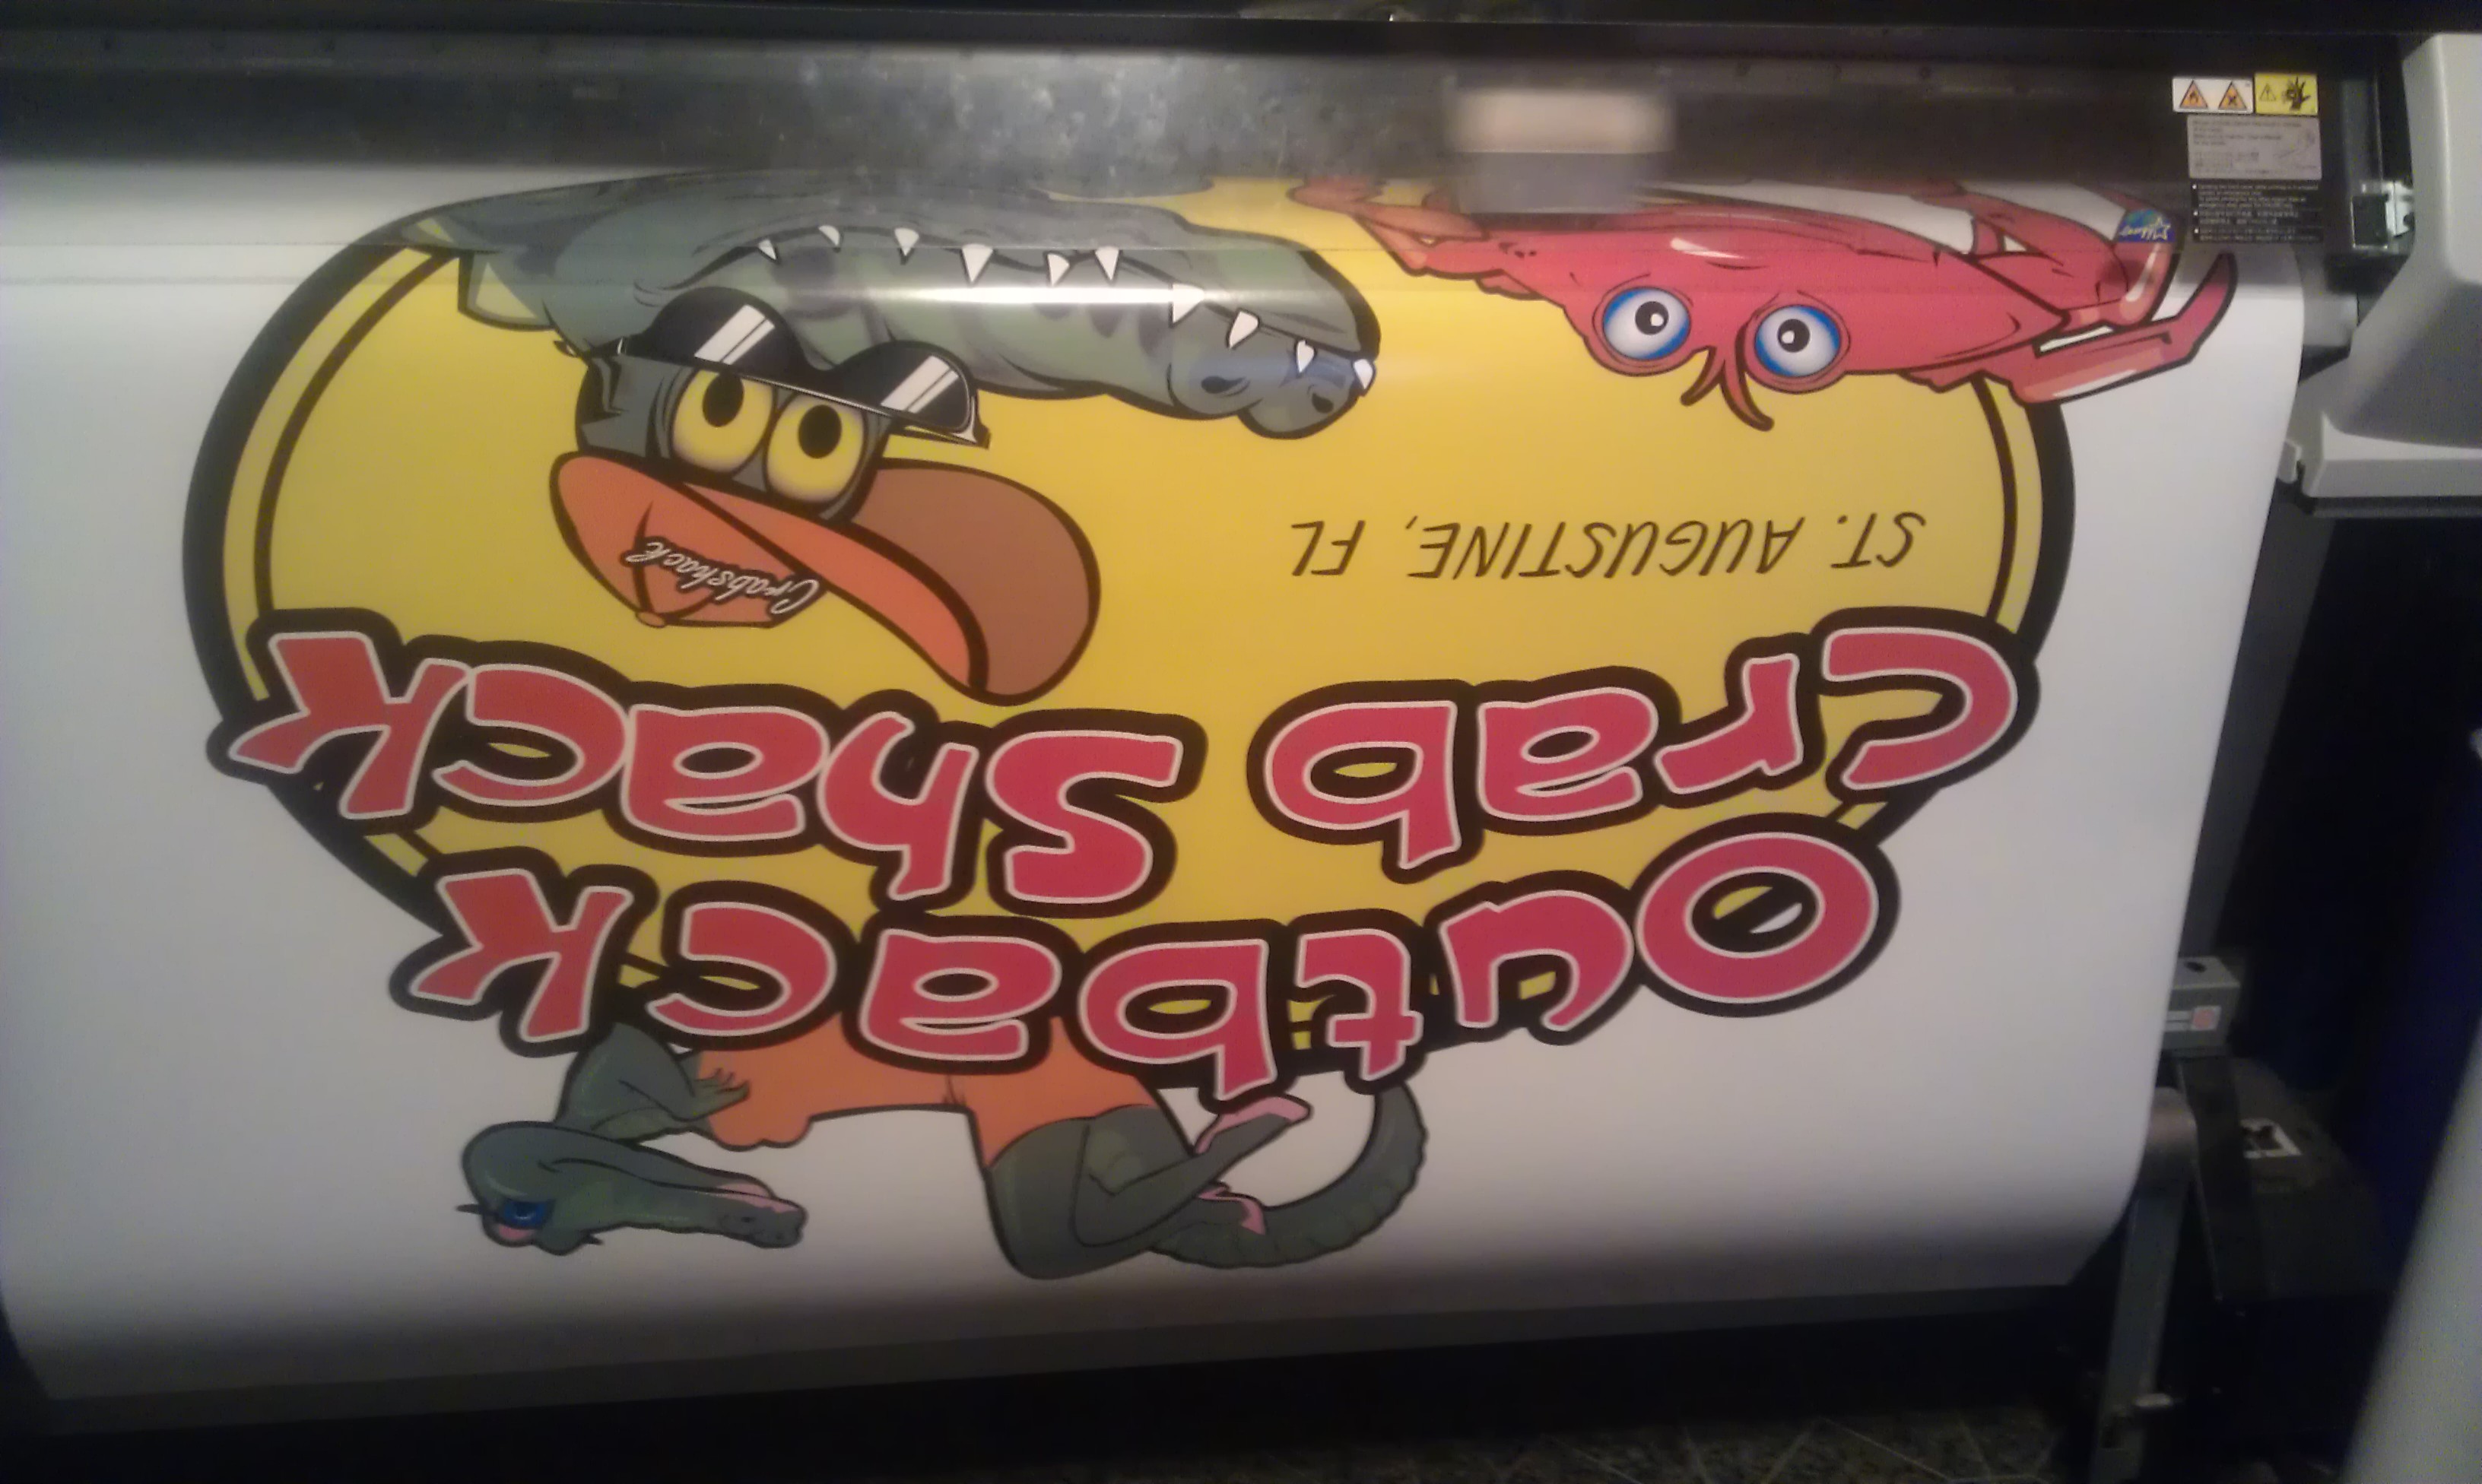 Outback
Crab Shack
ST. AUGUSTINE, FL
Crabshack